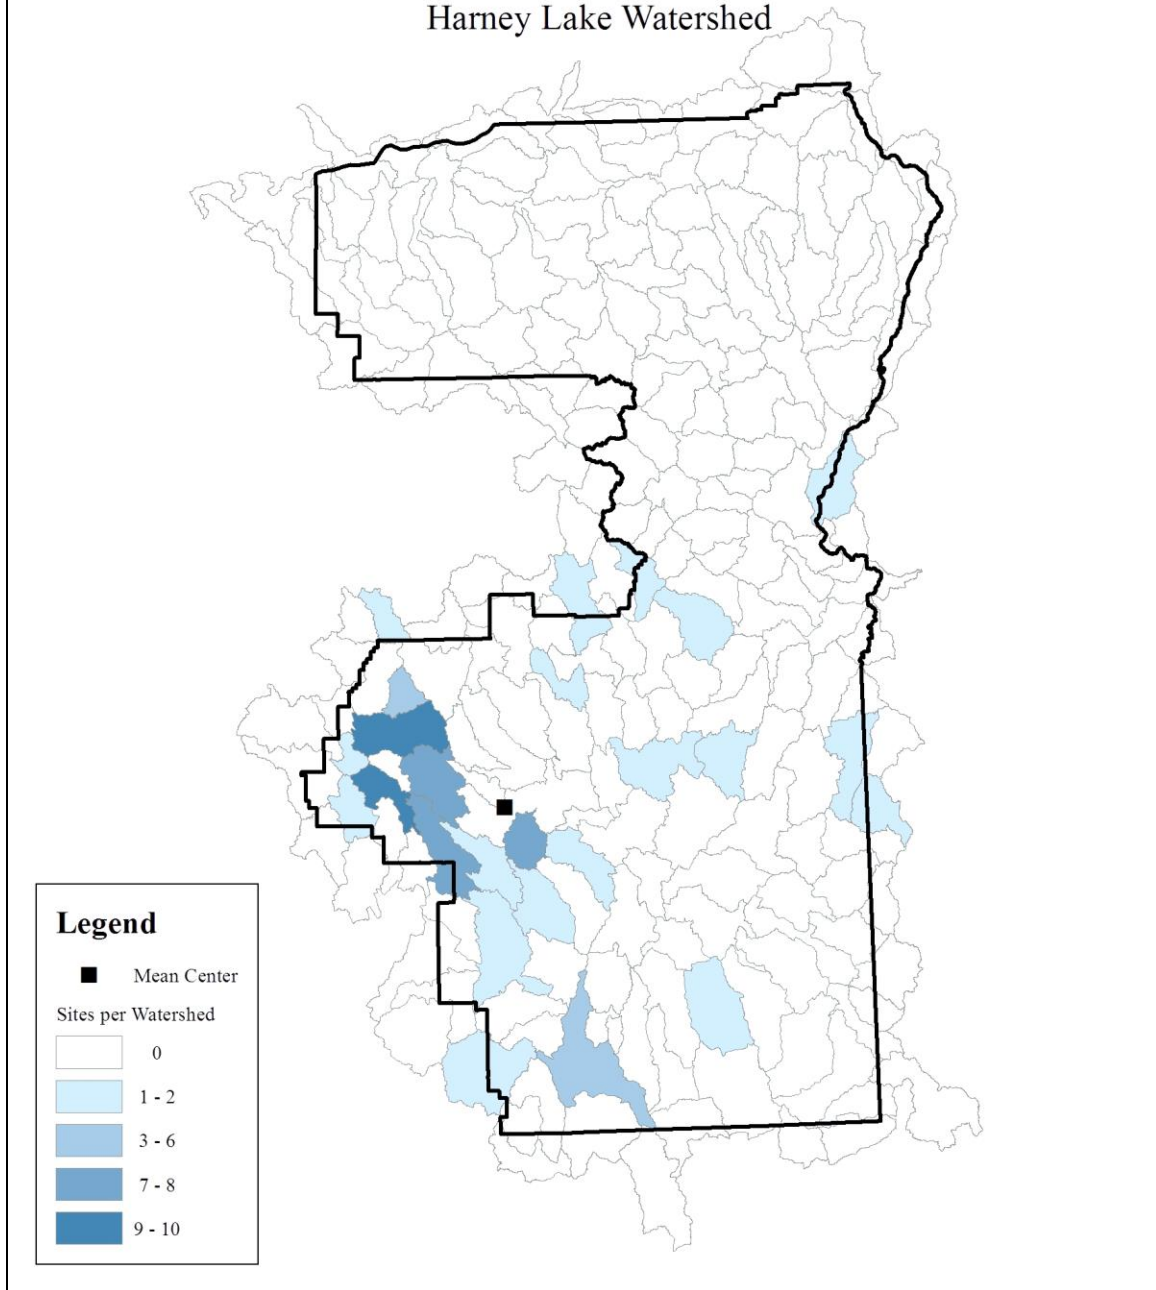 Harney Lake Watershed
Legend
Mean Center
Sites per Watershed
0
1 - 2
3 - 6
7 - 8
9 - 10